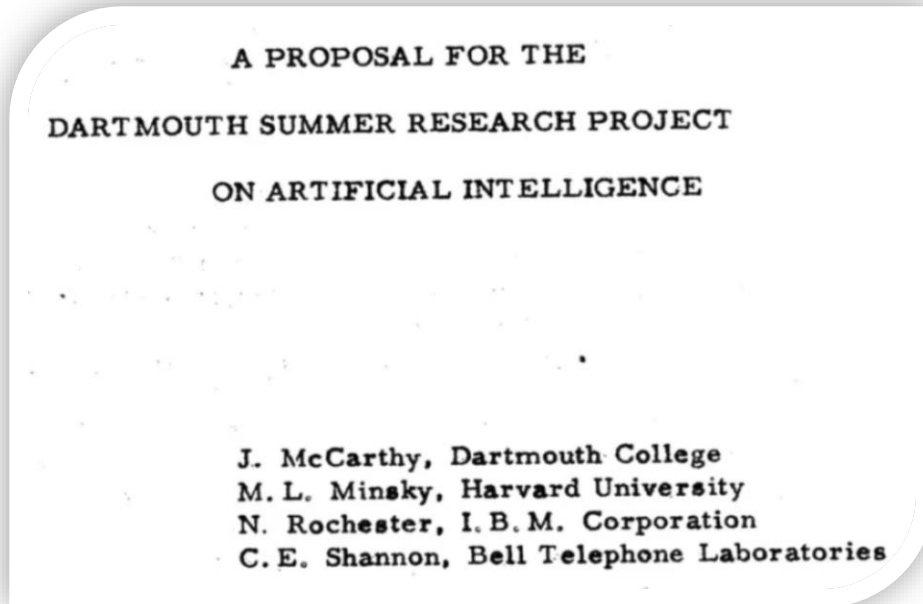 A PROPOSAL FOR THE
DARTMOUTH SUMMER RESEARCH PROJECT
ON ARTIFICIAL INTELLIGENCE
J. McCarthy, Dartmouth College
M. L. Minsky, Harvard University
N. Rochester, I. B. M. Corporation
C. E. Shannon, Bell Telephone Laboratories